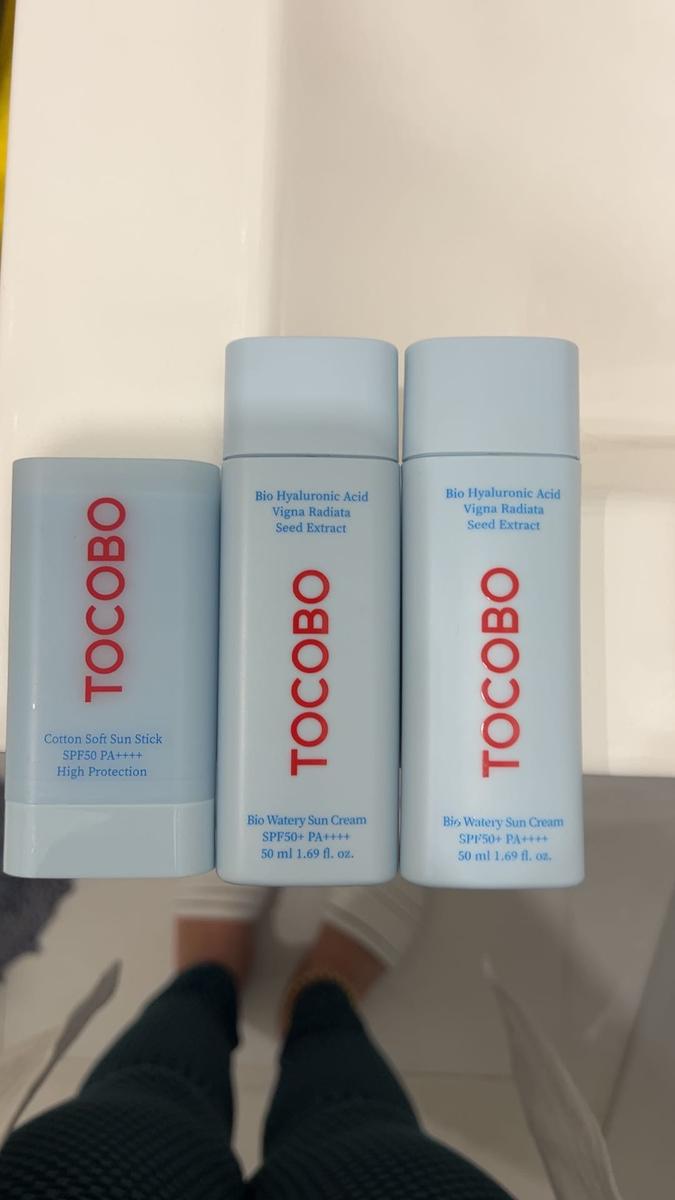 TOCOBO
Cotton Soft Sun Stick
SPF50 PA++++
High Protection
Bio Hyaluronic Acid
Vigna Radiata
Seed Extract
TOCOBO
Bio Watery Sun Cream
SPF50+ PA++++
50 ml 1.69 fl. oz.
Bio Hyaluronic Acid
Vigna Radiata
Seed Extract
TOCOBO
Bio Watery Sun Cream
SPF50+ PA++++
50 ml 1.69 fl. oz.